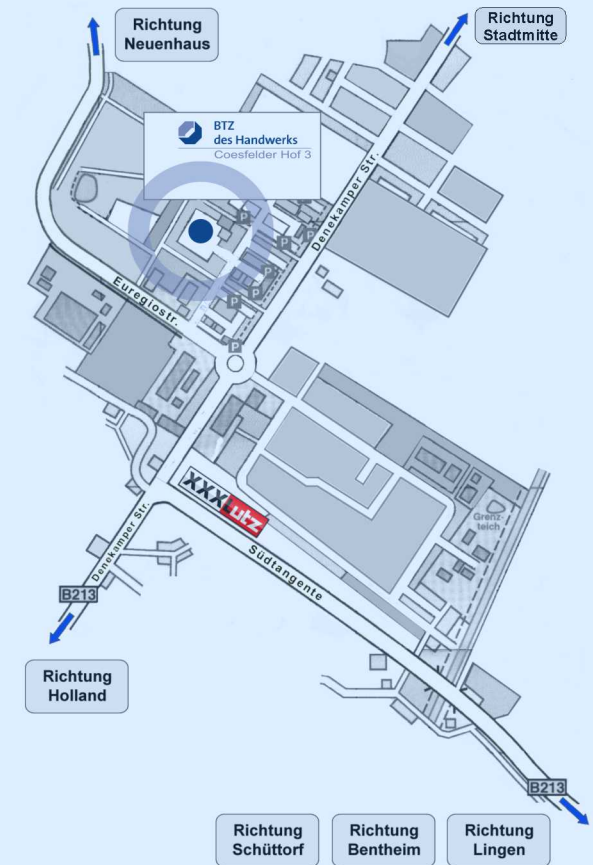 Richtung
Neuenhaus
Richtung
Stadtmitte
BTZ
des Handwerks
Coesfelder Hof 3
Denekamper Str.
P
P
P
P
P
P
P
Euregiostr.
XXXLutz
Grenz-
teich
Denekamper Str.
Südtangente
B213
Richtung
Holland
B213
Richtung
Schüttorf
Richtung
Bentheim
Richtung
Lingen